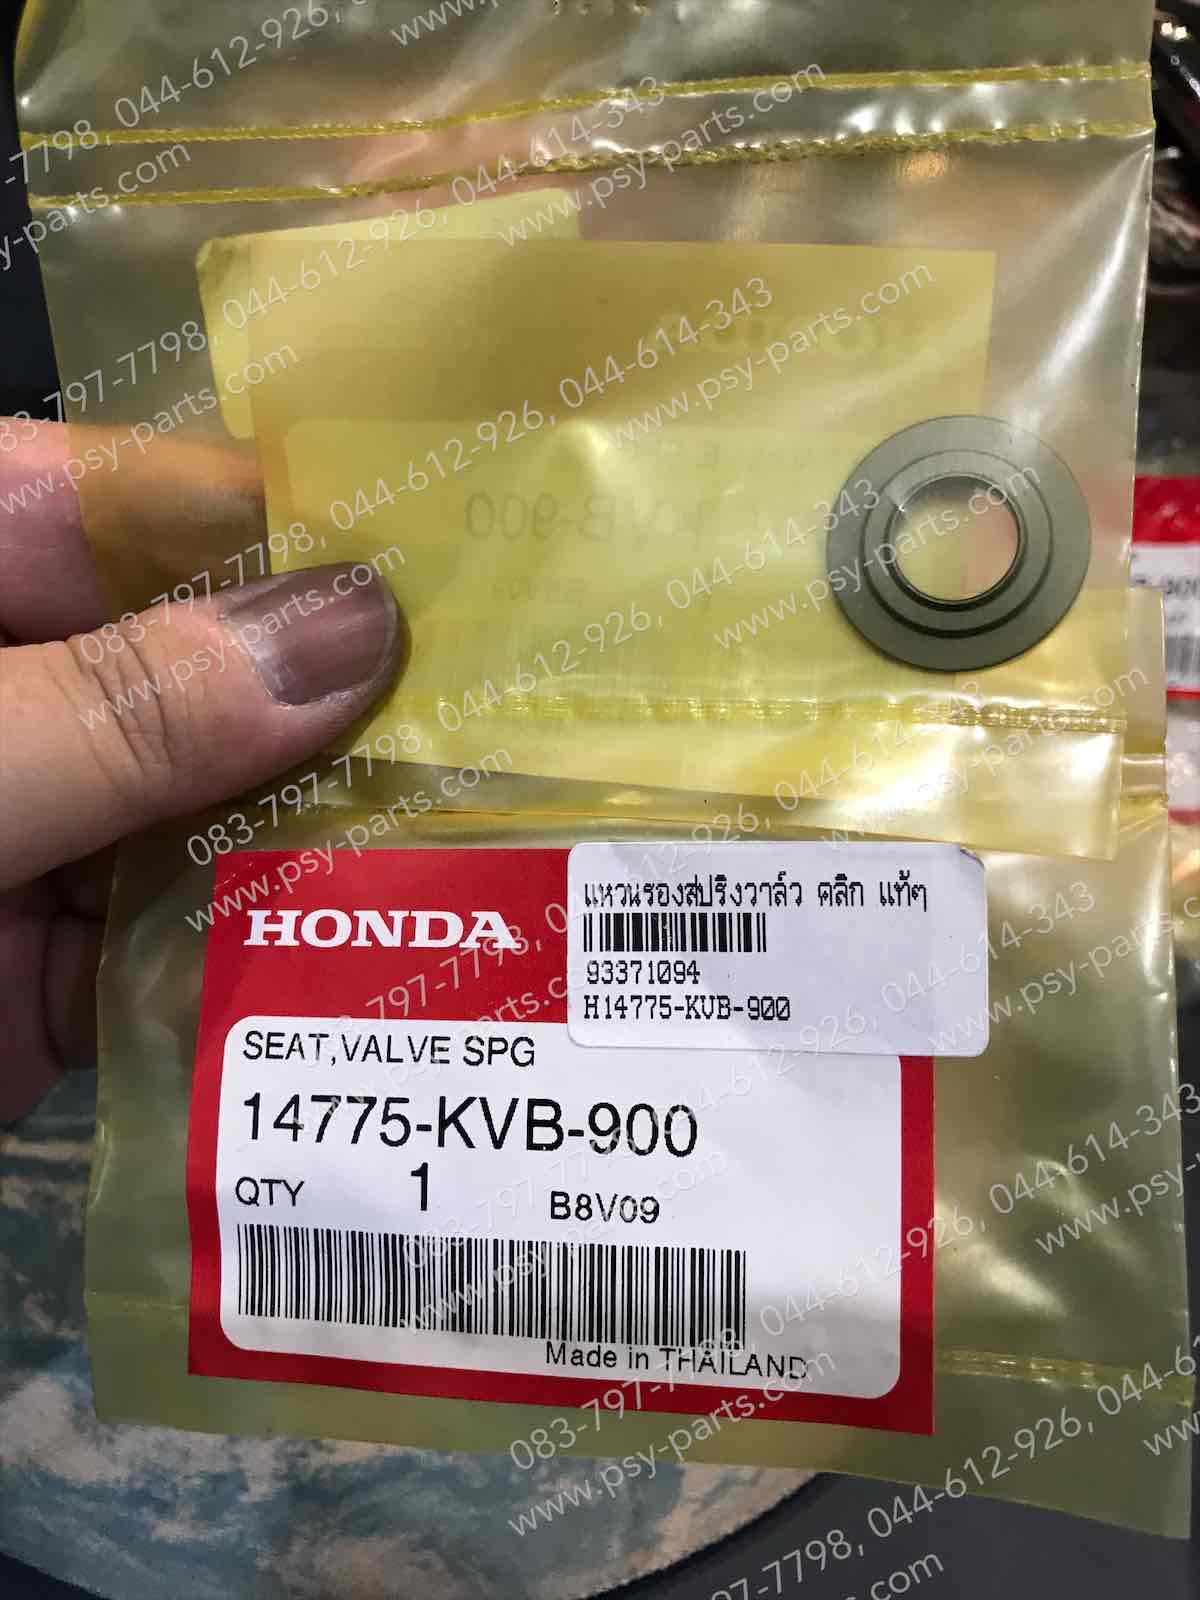 แหวนรองสปริงวาล์ว คลิก แท้ๆ
93371094
H14775-KVB-900
HONDA
SEAT,VALVE SPG
14775-KVB-900
QTY 1 B8V09
Made in THAILAND
083-797-7798, 044-612-926, 044-614-343
www.psy-parts.com